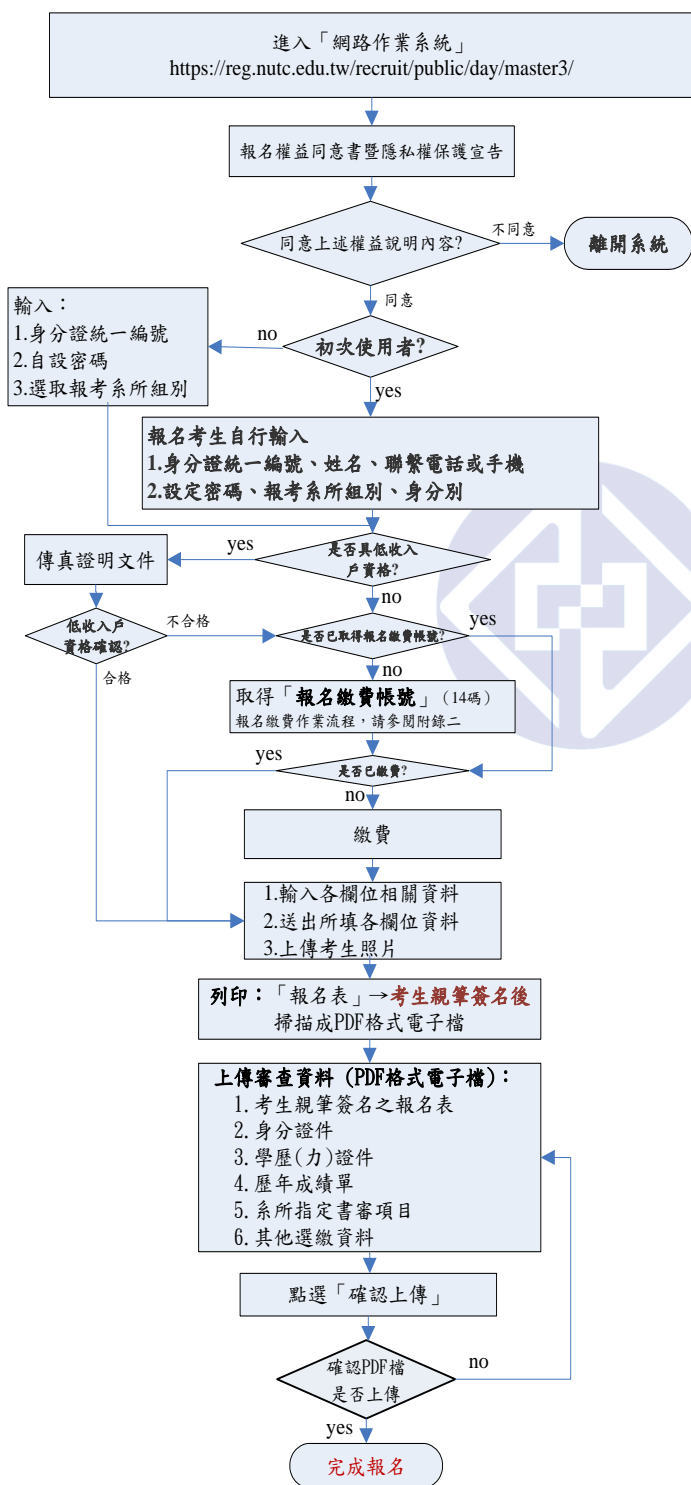 進入「網路作業系統」
https://reg.nutc.edu.tw/recruit/public/day/master3/
報名權益同意書暨隱私權保護宣告
同意上述權益說明內容?
不同意
離開系統
同意
輸入：
1.身分證統一編號
2.自設密碼
3.選取報考系所組別
no
初次使用者?
yes
報名考生自行輸入
1.身分證統一編號、姓名、聯繫電話或手機
2.設定密碼、報考系所組別、身分別
傳真證明文件
yes
是否具低收入
戶資格?
no
低收入戶
資格確認?
不合格
合格
是否已取得報名繳費帳號?
yes
no
取得「報名繳費帳號」（14碼）
報名繳費作業流程，請參閱附錄二
yes
是否已繳費?
no
繳費
1.輸入各欄位相關資料
2.送出所填各欄位資料
3.上傳考生照片
列印：「報名表」→考生親筆簽名後
掃描成PDF格式電子檔
上傳審查資料 (PDF格式電子檔)：
1. 考生親筆簽名之報名表
2. 身分證件
3. 學歷(力)證件
4. 歷年成績單
5. 系所指定書審項目
6. 其他選繳資料
點選「確認上傳」
確認PDF檔
是否上傳
no
yes
完成報名